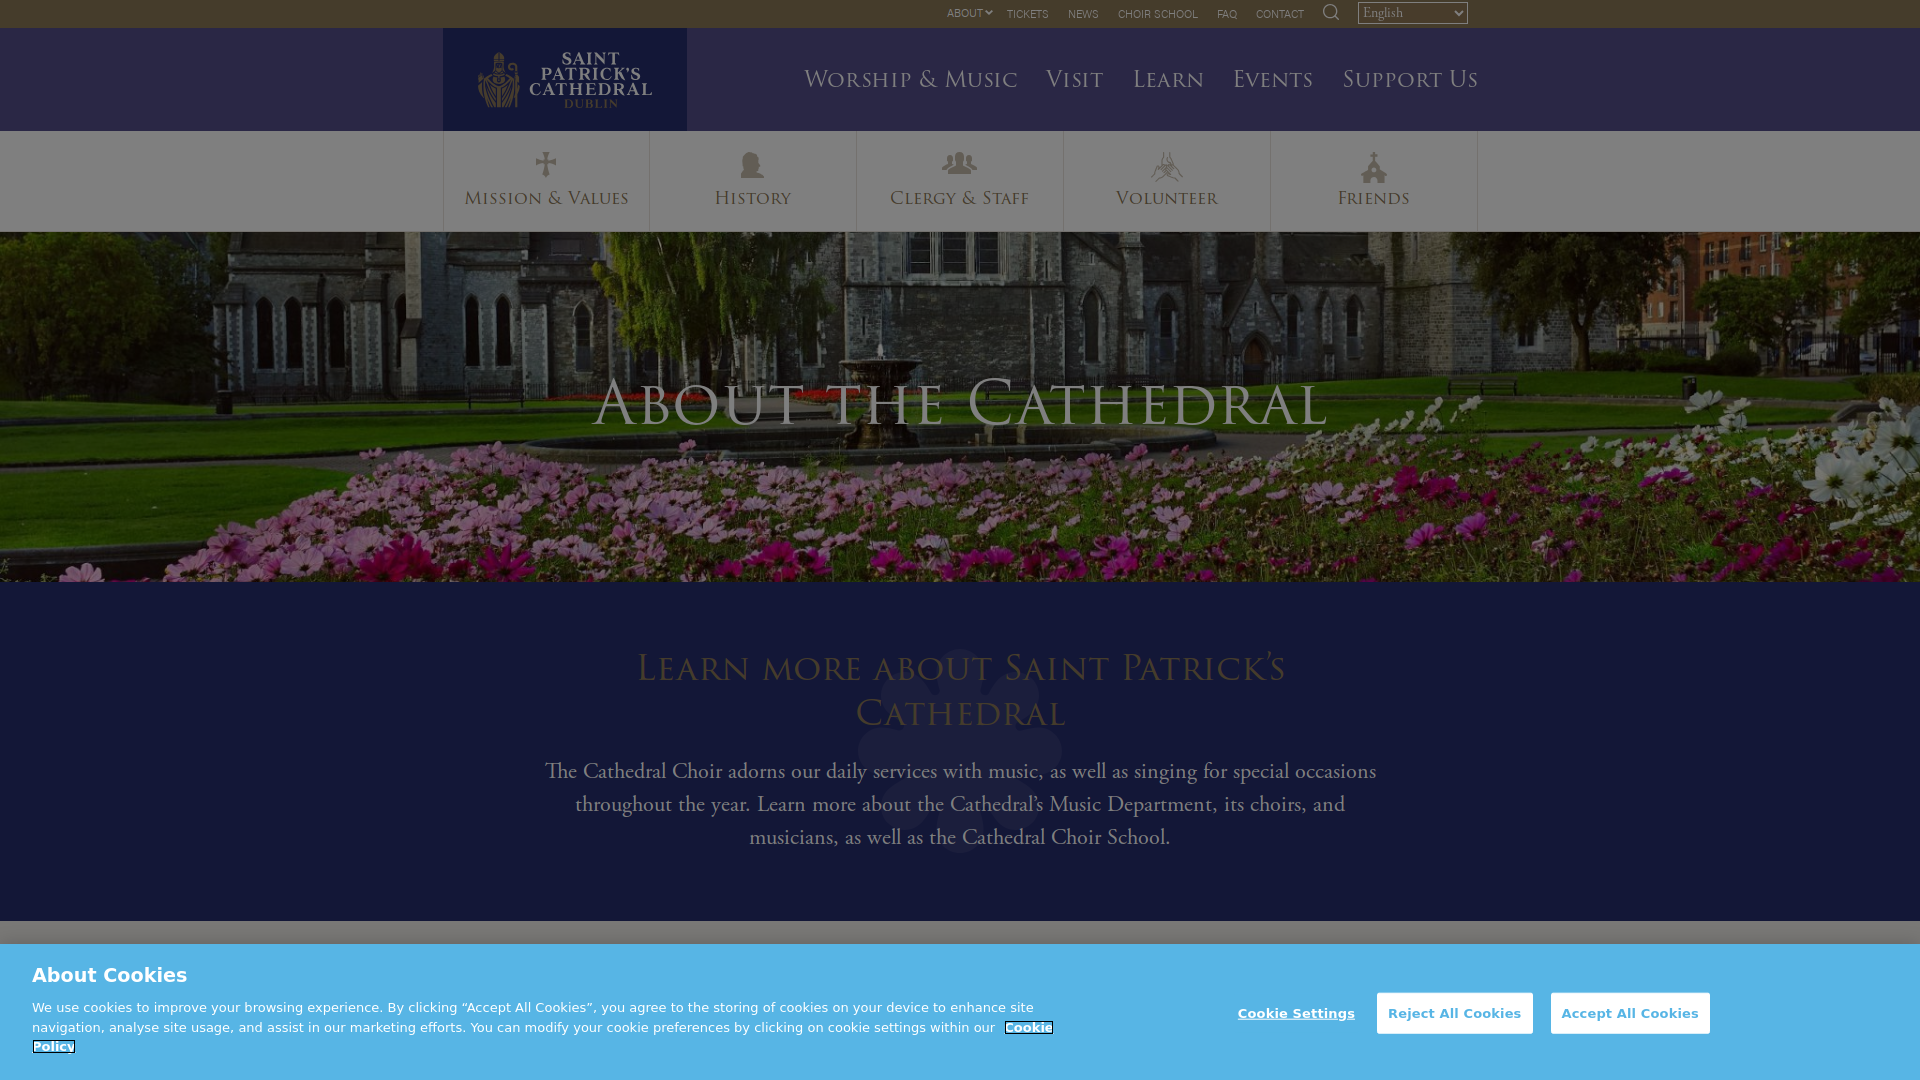 ABOUT TICKETS NEWS CHOIR SCHOOL FAQ CONTACT English
SAINT
PATRICK'S
CATHEDRAL
DUBLIN
Worship & Music Visit Learn Events Support Us
Mission & Values History Clergy & Staff Volunteer Friends
About the Cathedral
Learn more about Saint Patrick’s
Cathedral
The Cathedral Choir adorns our daily services with music, as well as singing for special occasions
throughout the year. Learn more about the Cathedral’s Music Department, its choirs, and
musicians, as well as the Cathedral Choir School.
About Cookies
We use cookies to improve your browsing experience. By clicking “Accept All Cookies”, you agree to the storing of cookies on your device to enhance site
navigation, analyse site usage, and assist in our marketing efforts. You can modify your cookie preferences by clicking on cookie settings within our Cookie
Policy
Cookie Settings Reject All Cookies Accept All Cookies